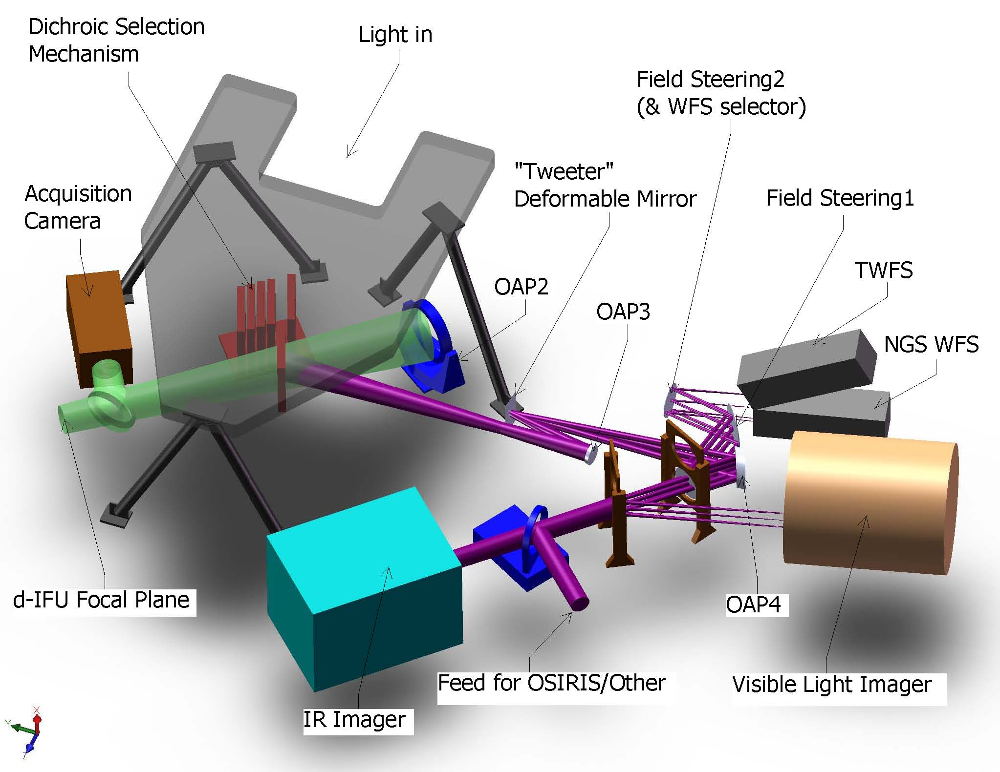 Dichroic Selection
Mechanism
Light in
Field Steering2
(& WFS selector)
"Tweeter"
Deformable Mirror
Field Steering1
Acquisition
Camera
TWFS
OAP2
OAP3
NGS WFS
d-IFU Focal Plane
OAP4
Feed for OSIRIS/Other
Visible Light Imager
IR Imager
X
Y
Z